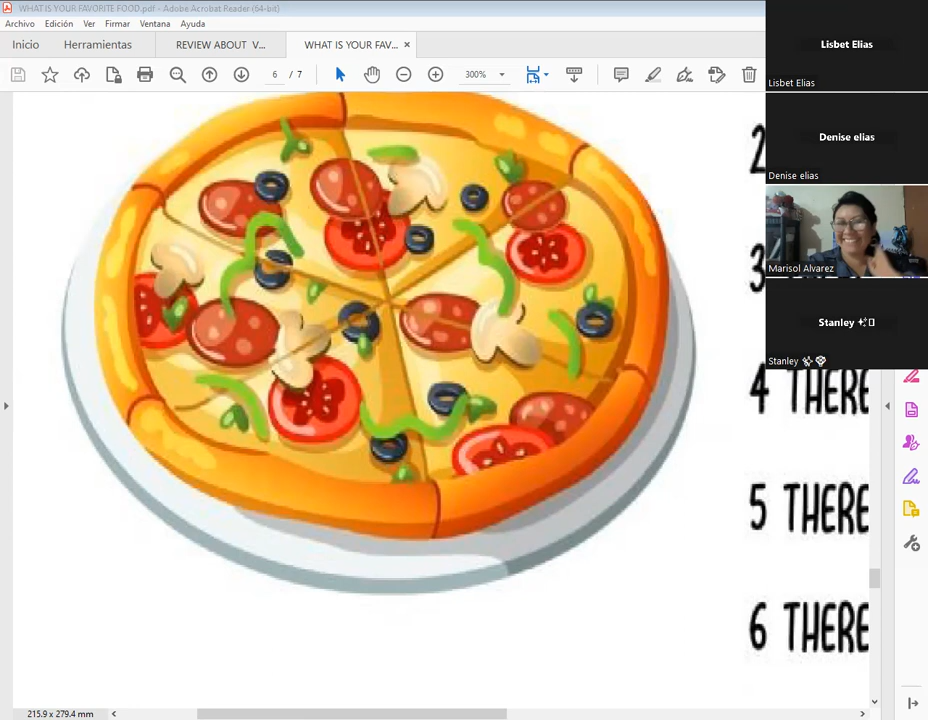 WHAT IS YOUR FAVORITE FOOD.pdf - Adobe Acrobat Reader (64-bit)
Archivo Edición Ver Firmar Ventana Ayuda
Inicio Herramientas REVIEW ABOUT V... WHAT IS YOUR FAV... ×
6 / 7 300%
Lisbet Elias
Lisbet Elias
Denise elias
Denise elias
Marisol Alvarez
Stanley
Stanley
2
3
4 THERE
5 THERE
6 THERE
215.9 x 279.4 mm